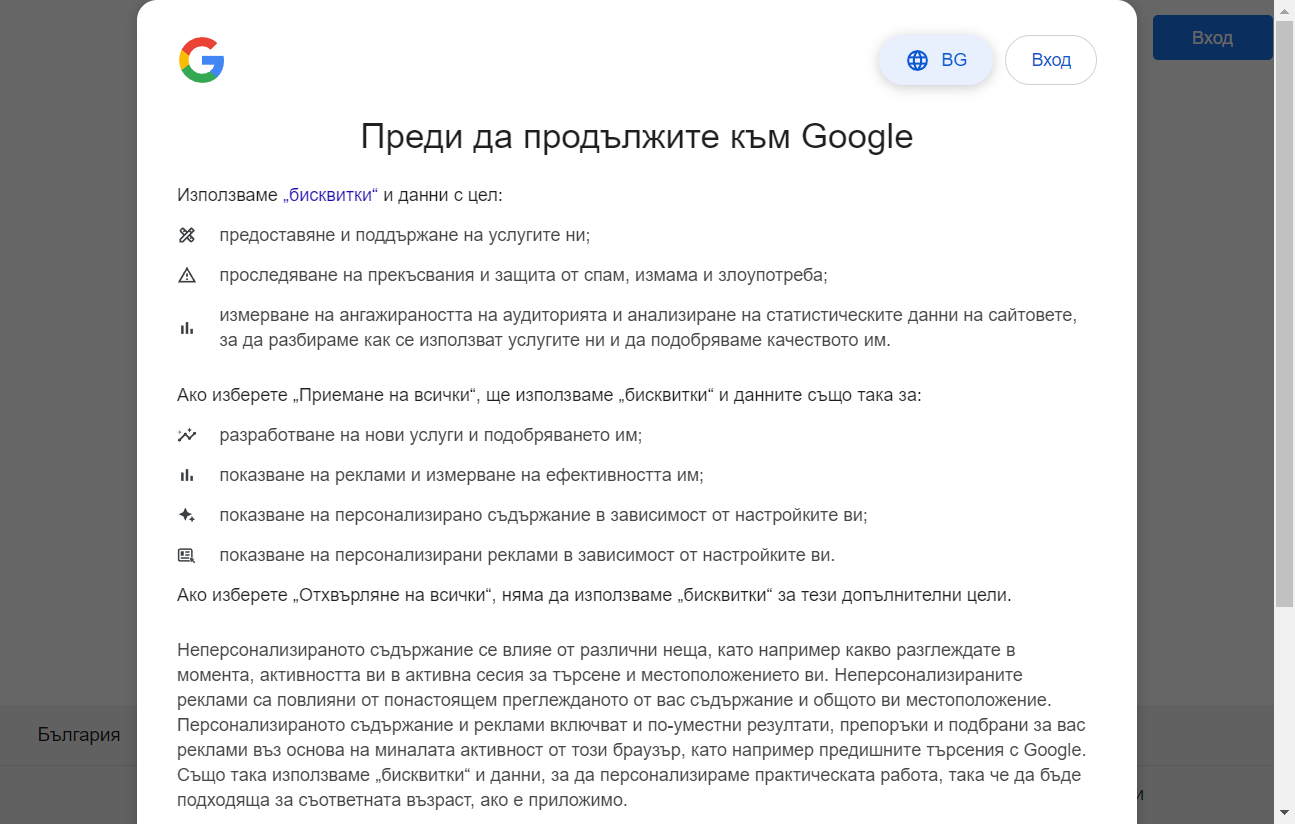 Вход
BG
Вход
Преди да продължите към Google
Използваме „бисквитки“ и данни с цел:
предоставяне и поддържане на услугите ни;
проследяване на прекъсвания и защита от спам, измама и злоупотреба;
измерване на ангажираността на аудиторията и анализиране на статистическите данни на сайтовете,
за да разбираме как се използват услугите ни и да подобряваме качеството им.
Ако изберете „Приемане на всички“, ще използваме „бисквитки“ и данните също така за:
разработване на нови услуги и подобряването им;
показване на реклами и измерване на ефективността им;
показване на персонализирано съдържание в зависимост от настройките ви;
показване на персонализирани реклами в зависимост от настройките ви.
Ако изберете „Отхвърляне на всички“, няма да използваме „бисквитки“ за тези допълнителни цели.
Неперсонализираното съдържание се влияе от различни неща, като например какво разглеждате в
момента, активността ви в активна сесия за търсене и местоположението ви. Неперсонализираните
реклами са повлияни от понастоящем преглежданото от вас съдържание и общото ви местоположение.
Персонализираното съдържание и реклами включват и по-уместни резултати, препоръки и подбрани за вас
реклами въз основа на миналата активност от този браузър, като например предишните търсения с Google.
Също така използваме „бисквитки“ и данни, за да персонализираме практическата работа, така че да бъде
подходяща за съответната възраст, ако е приложимо.
България